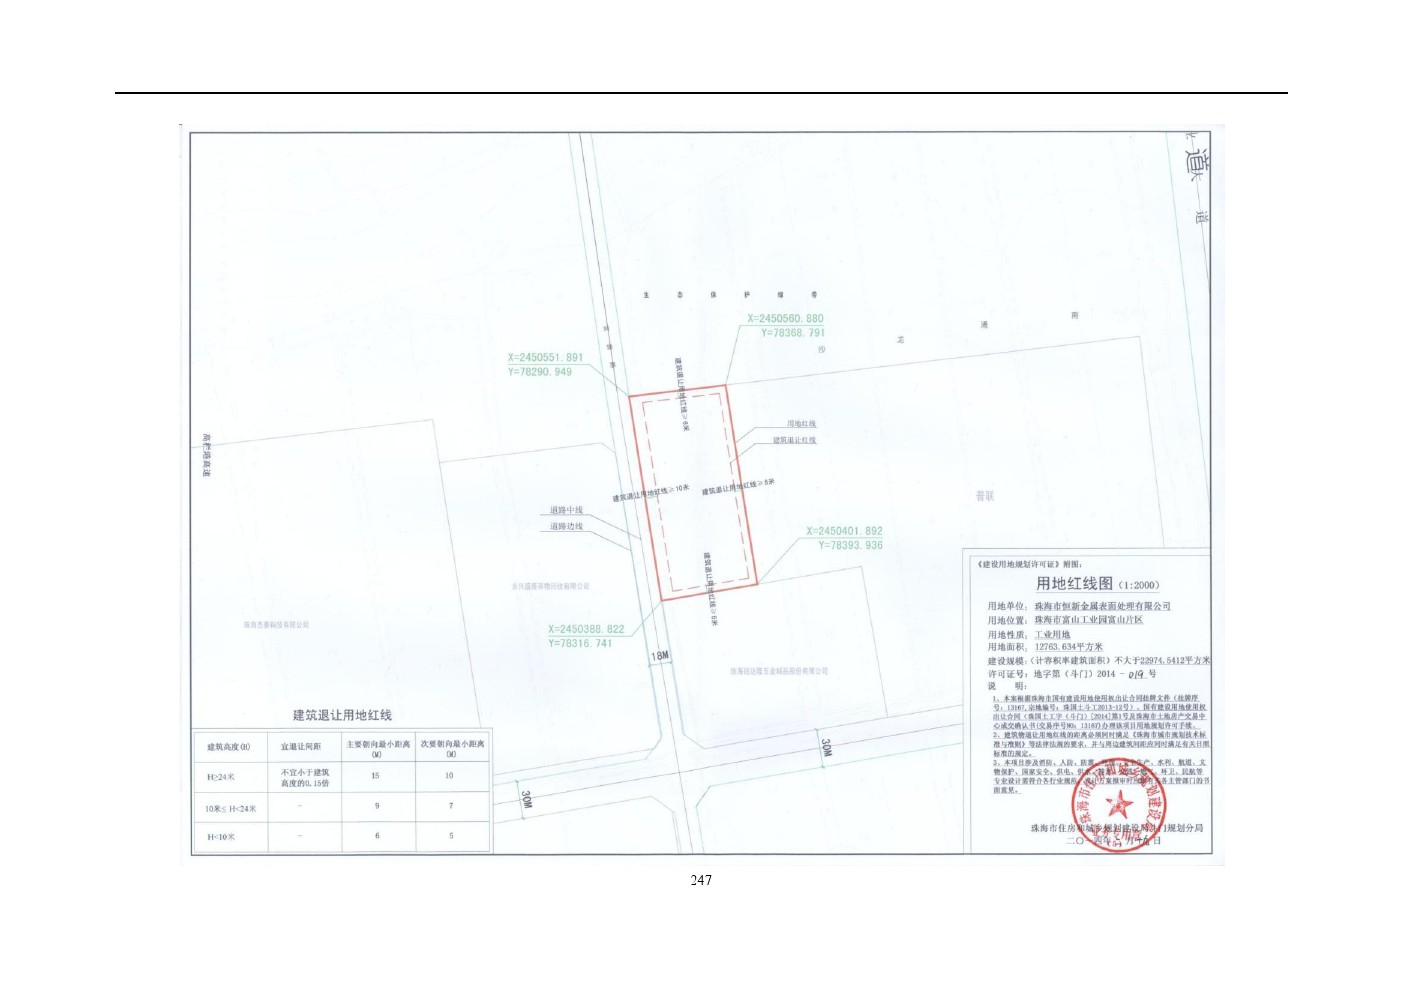 道
大
道
生态保护绿带
X=2450560.880
Y=78368.791
南
通
龙
沙
X=2450551.891
Y=78290.949
建筑退让用地红线≥6米
用地红线
建筑退让红线
高栏港高速
建筑退让用地红线≥10米
建筑退让用地红线≥6米
普联
道路中线
道路边线
X=2450401.892
Y=78393.936
建筑退让用地红线≥6米
X=2450388.822
Y=78316.741
18M
30M
30M
建筑退让用地红线
建筑高度(H)
宜退让间距
主要朝向最小距离(M)
次要朝向最小距离(M)
H≥24米
不宜小于建筑高度的0.15倍
15
10
10米≤ H<24米
-
9
7
H<10米
-
6
5
《建设用地规划许可证》附图:
用地红线图(1:2000)
用地单位: 珠海市恒新金属表面处理有限公司
用地位置: 珠海市富山工业园富山片区
用地性质: 工业用地
用地面积: 12763.634平方米
建设规模:(计容积率建筑面积)不大于22974.5412平方米
许可证号: 地字第(斗门)2014-019号
说 明:
1、本案根据珠海市国有建设用地使用权出让合同挂牌文件(挂牌序
号:13167,宗地编号:珠国土斗工2013-12号)、国有建设用地使用权
出让合同(珠国土工字(斗门)[2014]第1号及珠海市土地房产交易中
心成交确认书(交易序号NO:13167)办理该项目用地规划许可手续。
2、建筑物退让用地红线的距离必须同时满足《珠海市城市规划技术标
准与准则》等法律法规的要求,并与周边建筑间距应同时满足有关日照
标准的规定。
3、本项目涉及消防、人防、防震、
生产、水利、航道、文
物保护、国家安全、供电、供水、
环卫、民航等
专业设计要符合各行业规范,
各主管部门的书
面意见。
珠海市住房和城乡规划建设局斗门规划分局
二〇一四年
月
日
业务专用章
247